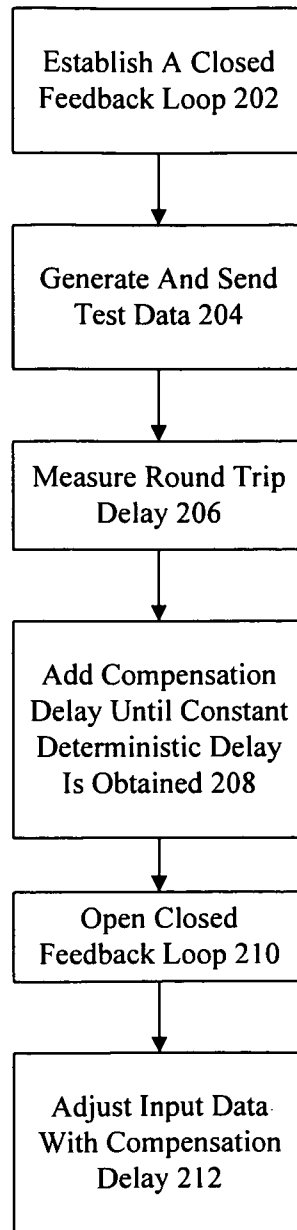 Establish A Closed
Feedback Loop 202
Generate And Send
Test Data 204
Measure Round Trip
Delay 206
Add Compensation
Delay Until Constant
Deterministic Delay
Is Obtained 208
Open Closed
Feedback Loop 210
Adjust Input Data
With Compensation
Delay 212